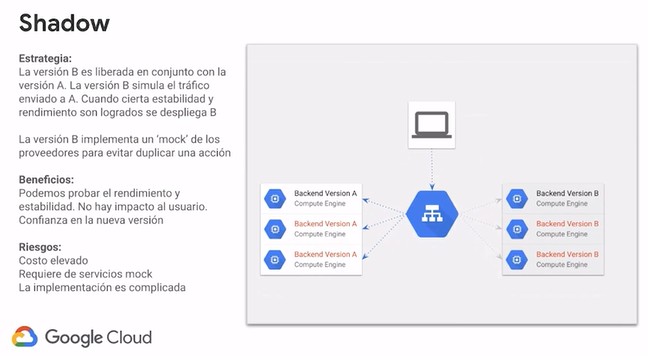 Shadow
Estrategia:
La versión B es liberada en conjunto con la
versión A. La versión B simula el tráfico
enviado a A. Cuando cierta estabilidad y
rendimiento son logrados se despliega B
La versión B implementa un 'mock' de los
proveedores para evitar duplicar una acción
Beneficios:
Podemos probar el rendimiento y
estabilidad. No hay impacto al usuario.
Confianza en la nueva versión
Riesgos:
Costo elevado
Requiere de servicios mock
La implementación es complicada
Google Cloud
Backend Version A
Compute Engine
Backend Version A
Compute Engine
Backend Version A
Compute Engine
Backend Version B
Compute Engine
Backend Version B
Compute Engine
Backend Version B
Compute Engine